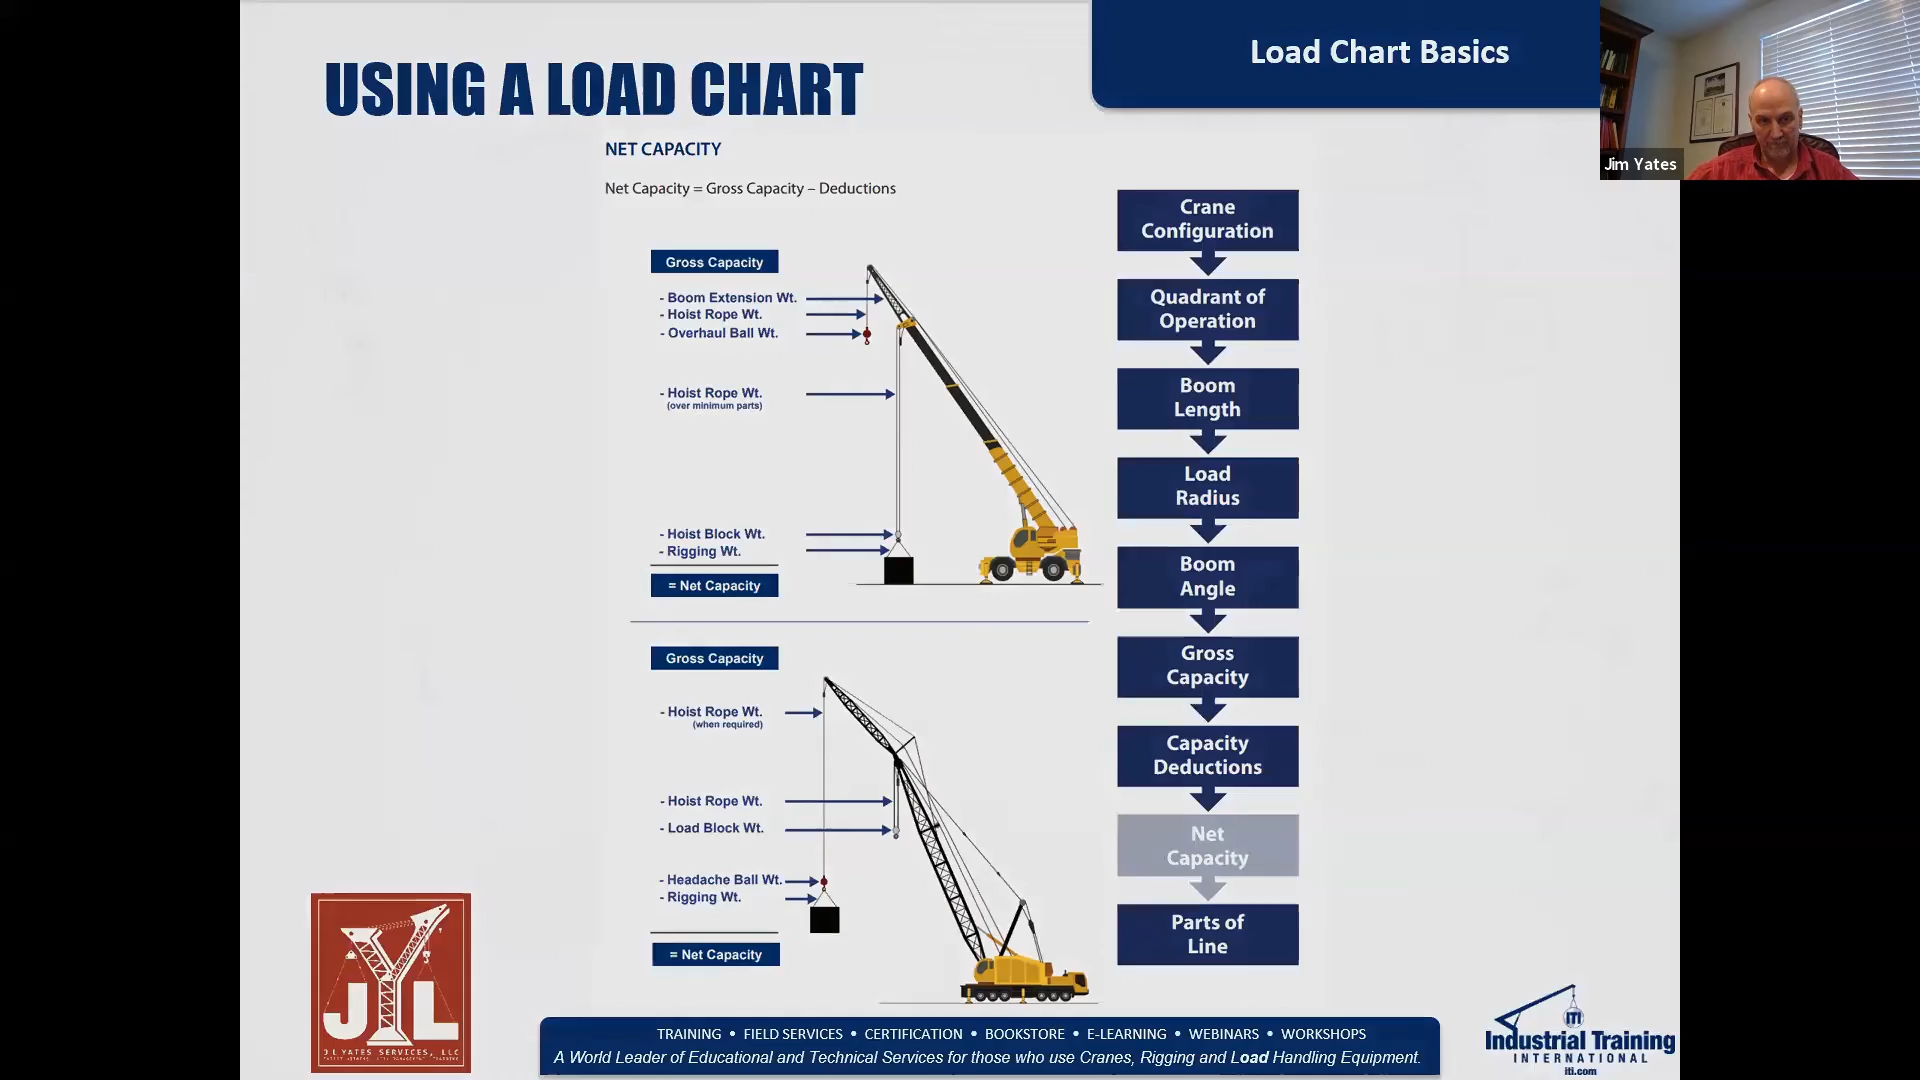 USING A LOAD CHART
Load Chart Basics
Jim Yates
NET CAPACITY
Net Capacity = Gross Capacity – Deductions
Gross Capacity
- Boom Extension Wt.
- Hoist Rope Wt.
- Overhaul Ball Wt.
- Hoist Rope Wt.
(over minimum parts)
- Hoist Block Wt.
- Rigging Wt.
= Net Capacity
Gross Capacity
- Hoist Rope Wt.
(when required)
- Hoist Rope Wt.
- Load Block Wt.
- Headache Ball Wt.
- Rigging Wt.
= Net Capacity
Crane
Configuration
Quadrant of
Operation
Boom
Length
Load
Radius
Boom
Angle
Gross
Capacity
Capacity
Deductions
Net
Capacity
Parts of
Line
J Y L
J L YATES SERVICES, LLC
TRAINING • FIELD SERVICES • CERTIFICATION • BOOKSTORE • E-LEARNING • WEBINARS • WORKSHOPS
A World Leader of Educational and Technical Services for those who use Cranes, Rigging and Load Handling Equipment.
ITI
Industrial Training
INTERNATIONAL
iti.com